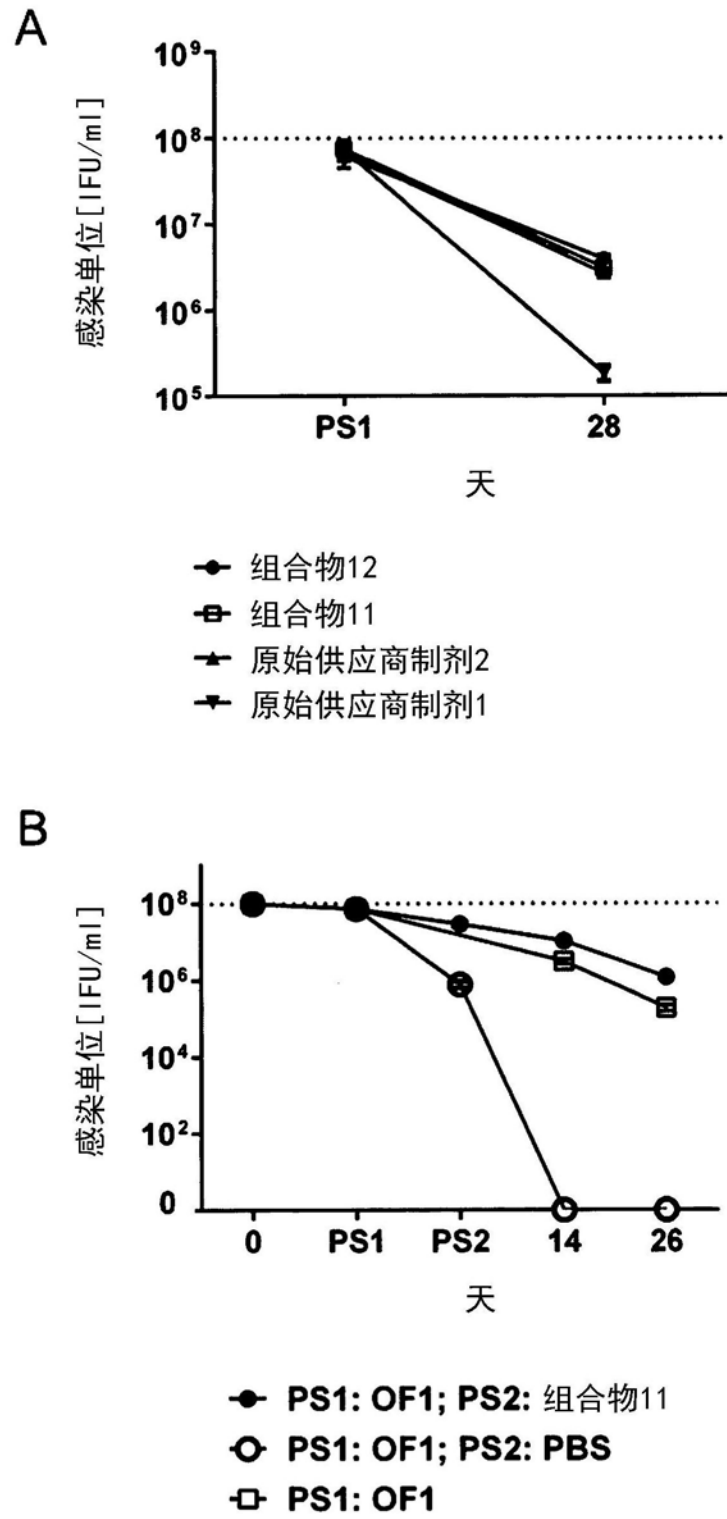 A
10⁹
10⁸
10⁷
10⁶
10⁵
感染单位[IFU/ml]
PS1 28
天
组合物12
组合物11
原始供应商制剂2
原始供应商制剂1
B
10⁸
10⁶
10⁴
10²
0
感染单位[IFU/ml]
0 PS1 PS2 14 26
天
PS1: OF1; PS2: 组合物11
PS1: OF1; PS2: PBS
PS1: OF1